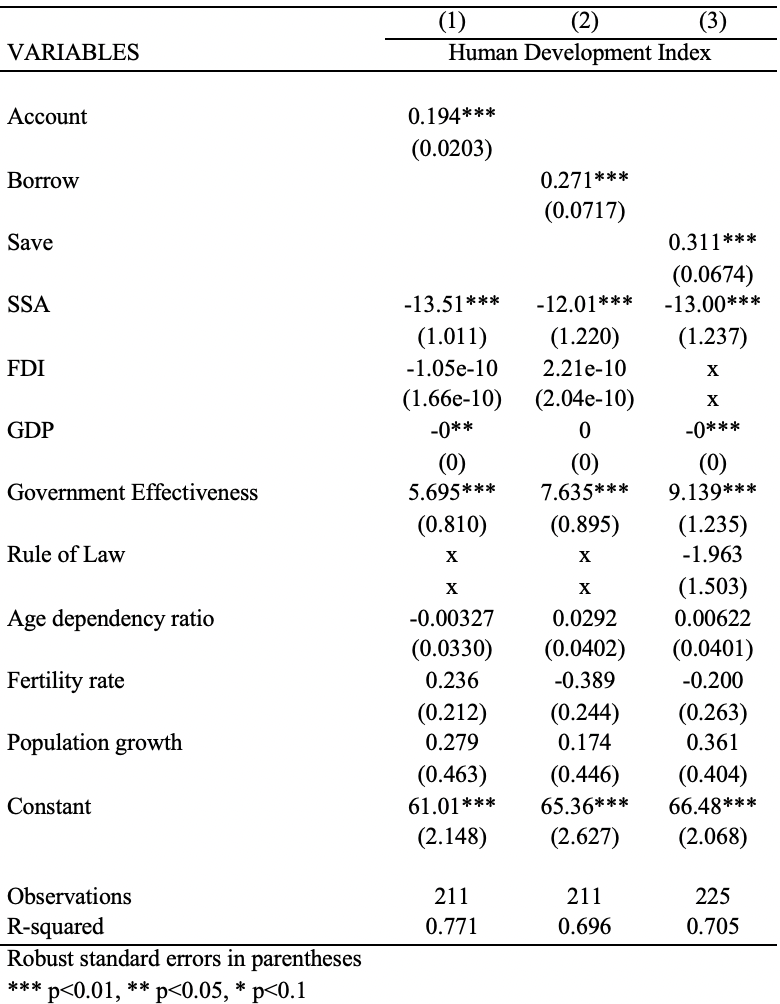 (1) (2) (3)
VARIABLES Human Development Index
Account 0.194***
(0.0203)
Borrow 0.271***
(0.0717)
Save 0.311***
(0.0674)
SSA -13.51*** -12.01*** -13.00***
(1.011) (1.220) (1.237)
FDI -1.05e-10 2.21e-10 x
(1.66e-10) (2.04e-10) x
GDP -0** 0 -0***
(0) (0) (0)
Government Effectiveness 5.695*** 7.635*** 9.139***
(0.810) (0.895) (1.235)
Rule of Law x x -1.963
x x (1.503)
Age dependency ratio -0.00327 0.0292 0.00622
(0.0330) (0.0402) (0.0401)
Fertility rate 0.236 -0.389 -0.200
(0.212) (0.244) (0.263)
Population growth 0.279 0.174 0.361
(0.463) (0.446) (0.404)
Constant 61.01*** 65.36*** 66.48***
(2.148) (2.627) (2.068)
Observations 211 211 225
R-squared 0.771 0.696 0.705
Robust standard errors in parentheses
*** p<0.01, ** p<0.05, * p<0.1